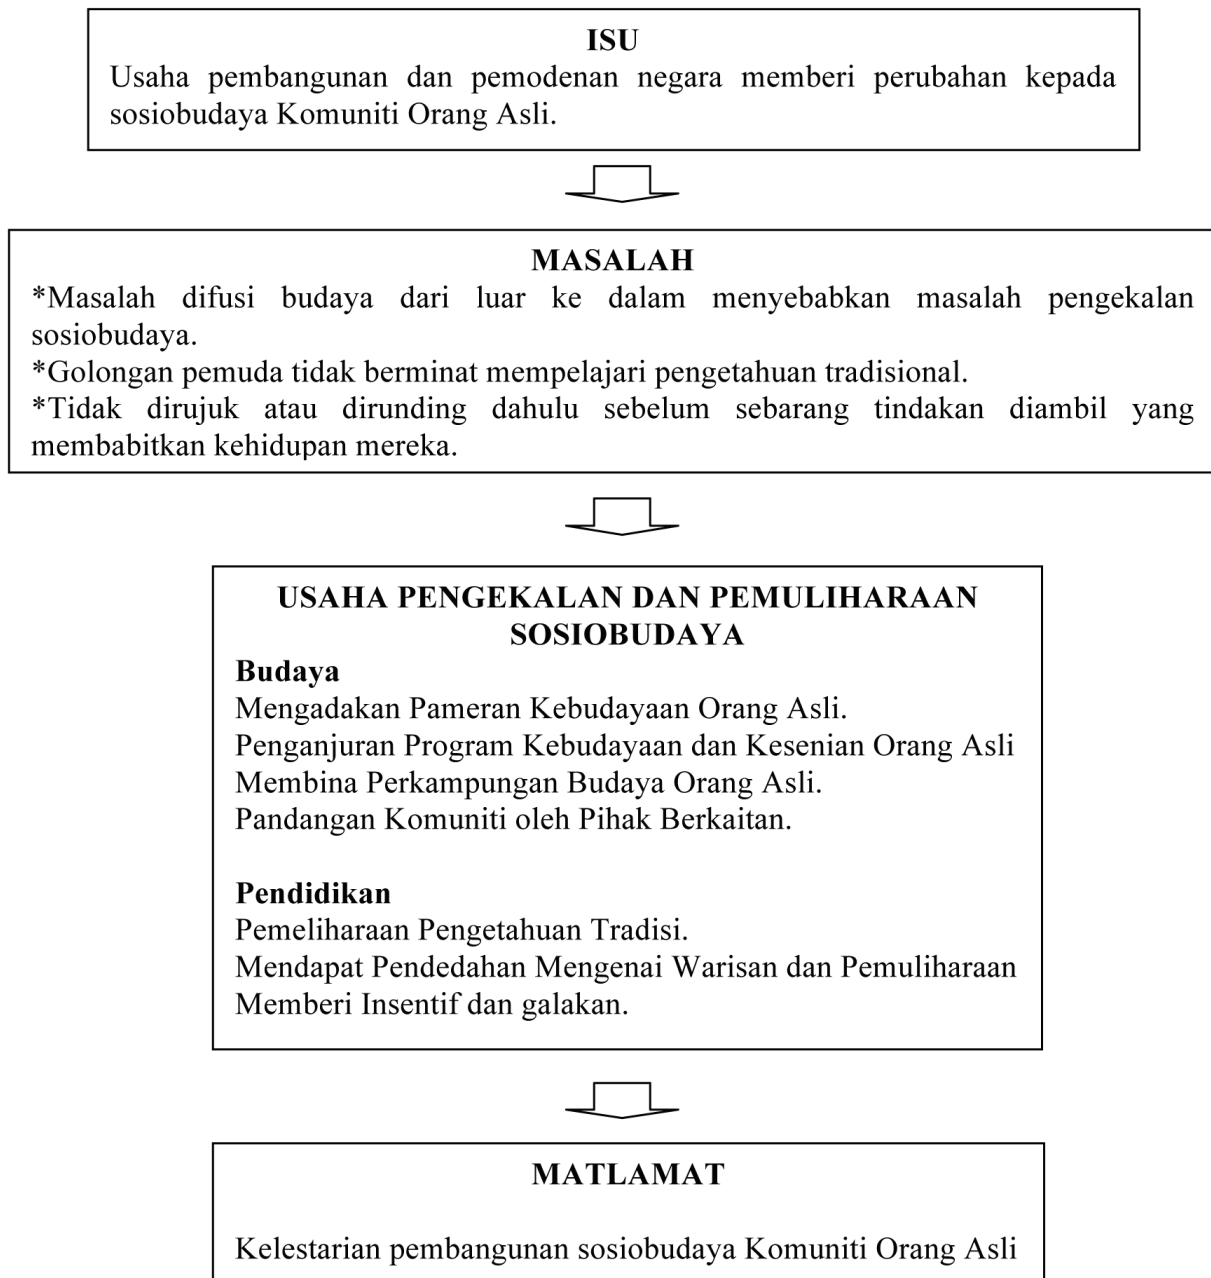 ISU
Usaha pembangunan dan pemodenan negara memberi perubahan kepada
sosiobudaya Komuniti Orang Asli.
MASALAH
*Masalah difusi budaya dari luar ke dalam menyebabkan masalah pengekalan
sosiobudaya.
*Golongan pemuda tidak berminat mempelajari pengetahuan tradisional.
*Tidak dirujuk atau dirunding dahulu sebelum sebarang tindakan diambil yang
membabitkan kehidupan mereka.
USAHA PENGEKALAN DAN PEMULIHARAAN
SOSIOBUDAYA
Budaya
Mengadakan Pameran Kebudayaan Orang Asli.
Penganjuran Program Kebudayaan dan Kesenian Orang Asli
Membina Perkampungan Budaya Orang Asli.
Pandangan Komuniti oleh Pihak Berkaitan.
Pendidikan
Pemeliharaan Pengetahuan Tradisi.
Mendapat Pendedahan Mengenai Warisan dan Pemuliharaan
Memberi Insentif dan galakan.
MATLAMAT
Kelestarian pembangunan sosiobudaya Komuniti Orang Asli